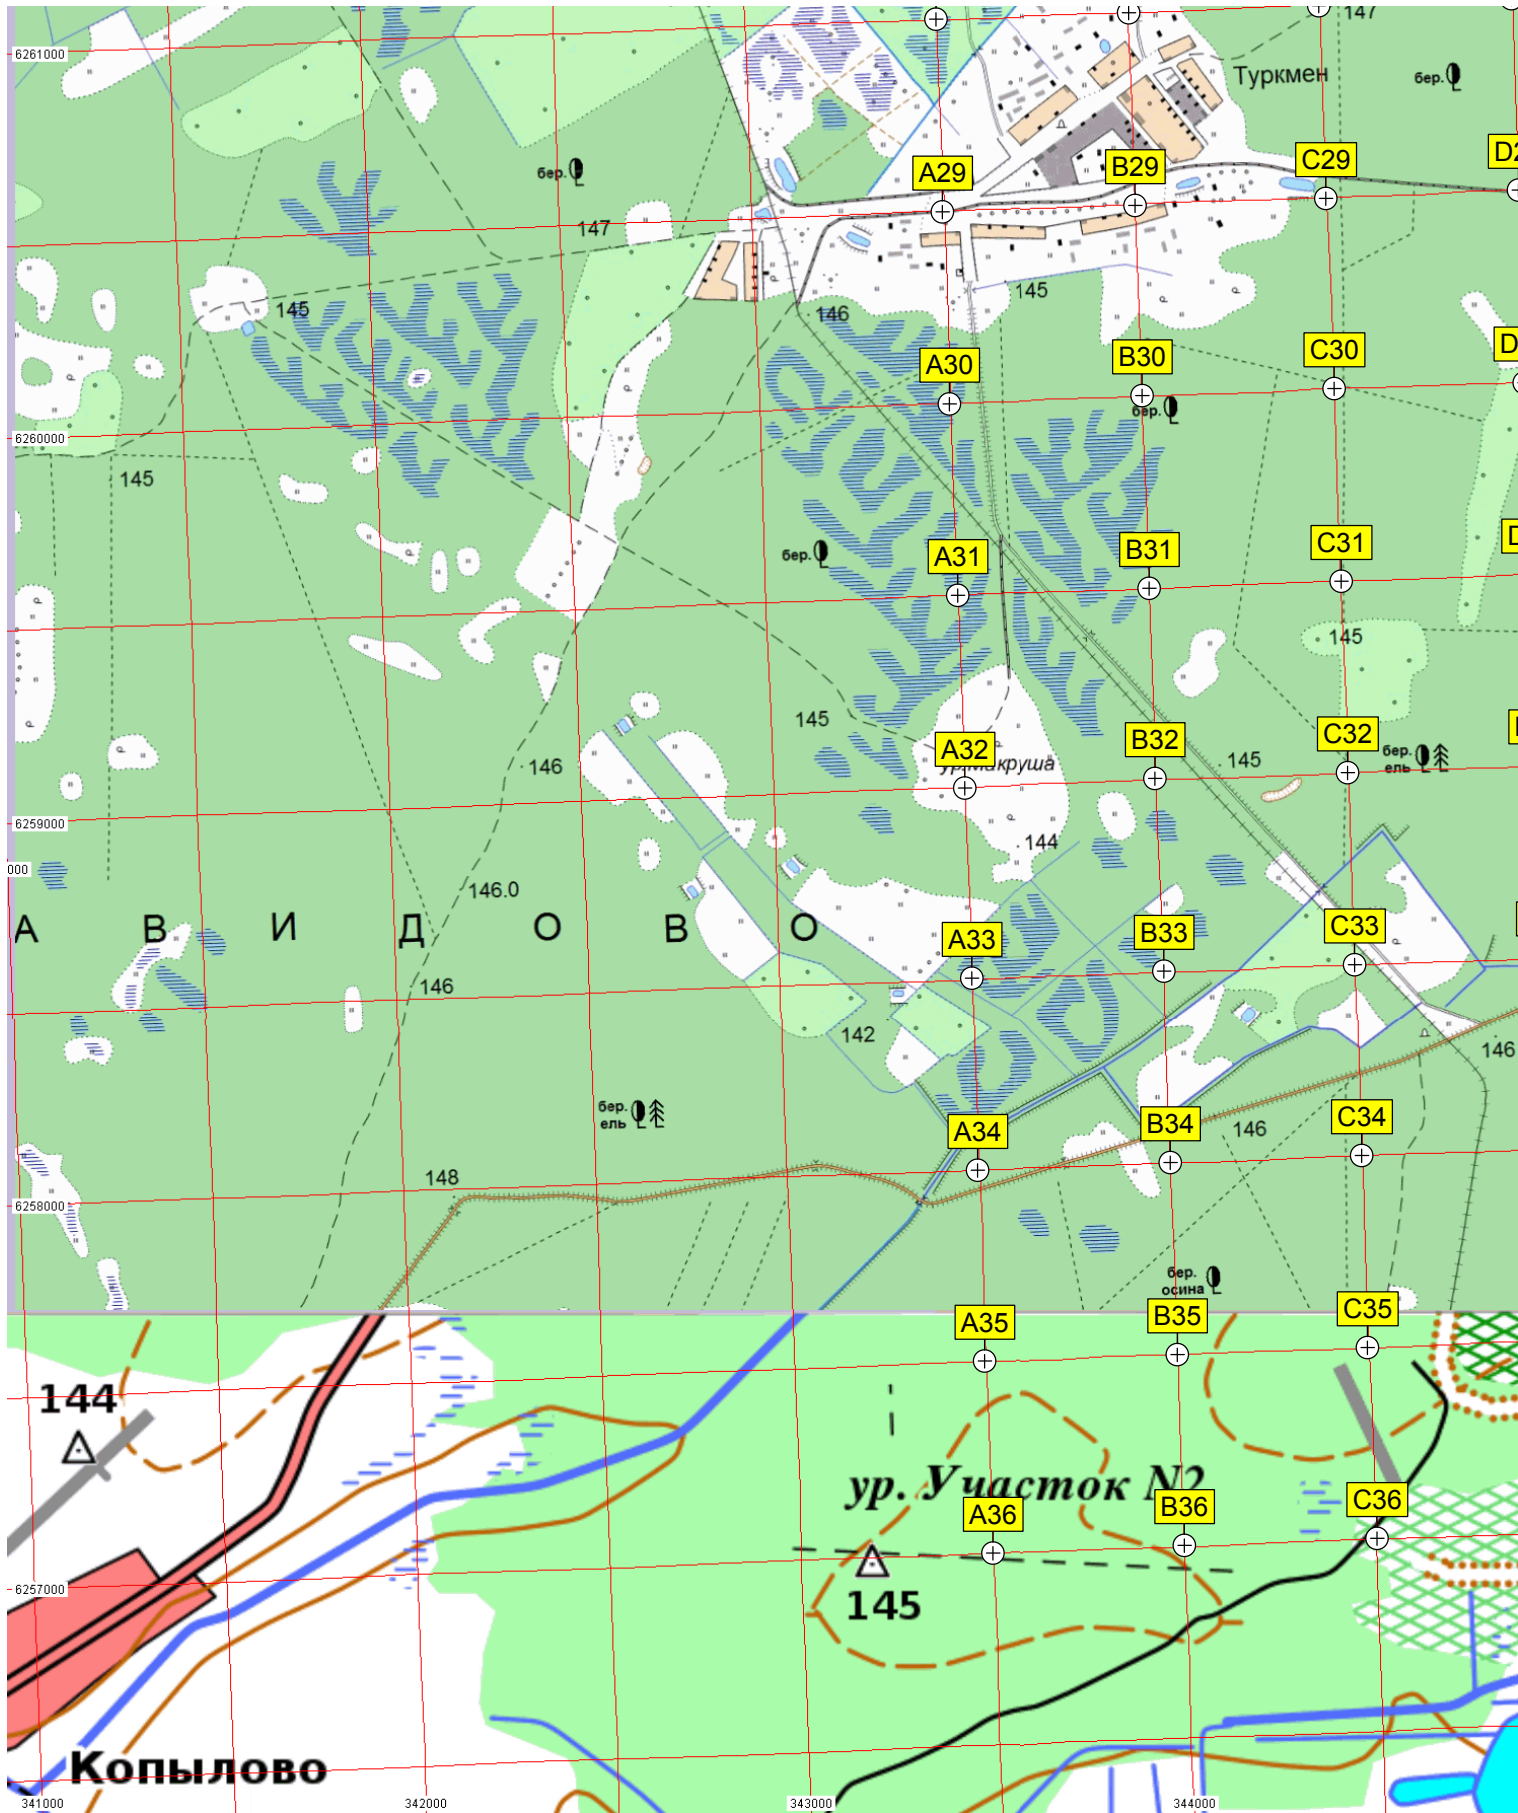 147
6261000
Туркмен
бер.
бер.
A29
B29
C29
147
145
145
146
A30
B30
C30
бер.
6260000
145
бер.
A31
B31
C31
145
145
A32
B32
C32
ур.Макруша
146
145
бер.
ель
6259000
144
000
146.0
А В И Д О В О
A33
B33
C33
146
142
146
бер.
ель
A34
B34
C34
146
148
6258000
бер.
осина
A35
B35
C35
144
ур. Участок N2
A36
B36
C36
6257000
145
Копылово
341000
342000
343000
344000